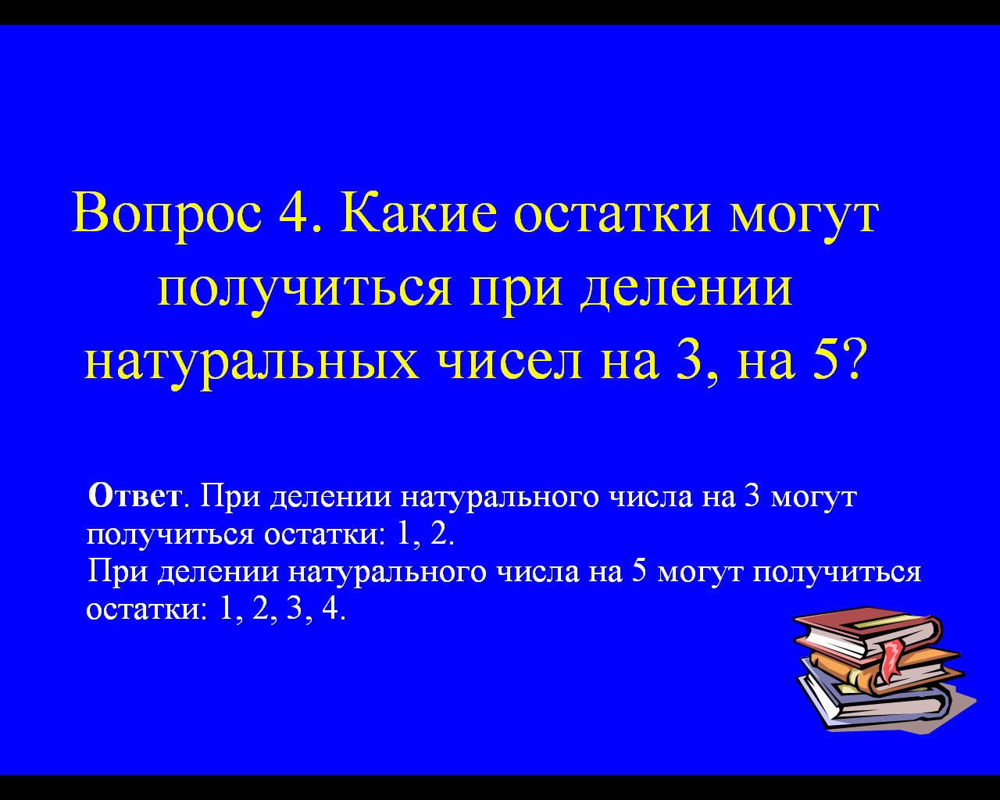 Вопрос 4. Какие остатки могут
получиться при делении
натуральных чисел на 3, на 5?
Ответ. При делении натурального числа на 3 могут
получиться остатки: 1, 2.
При делении натурального числа на 5 могут получиться
остатки: 1, 2, 3, 4.